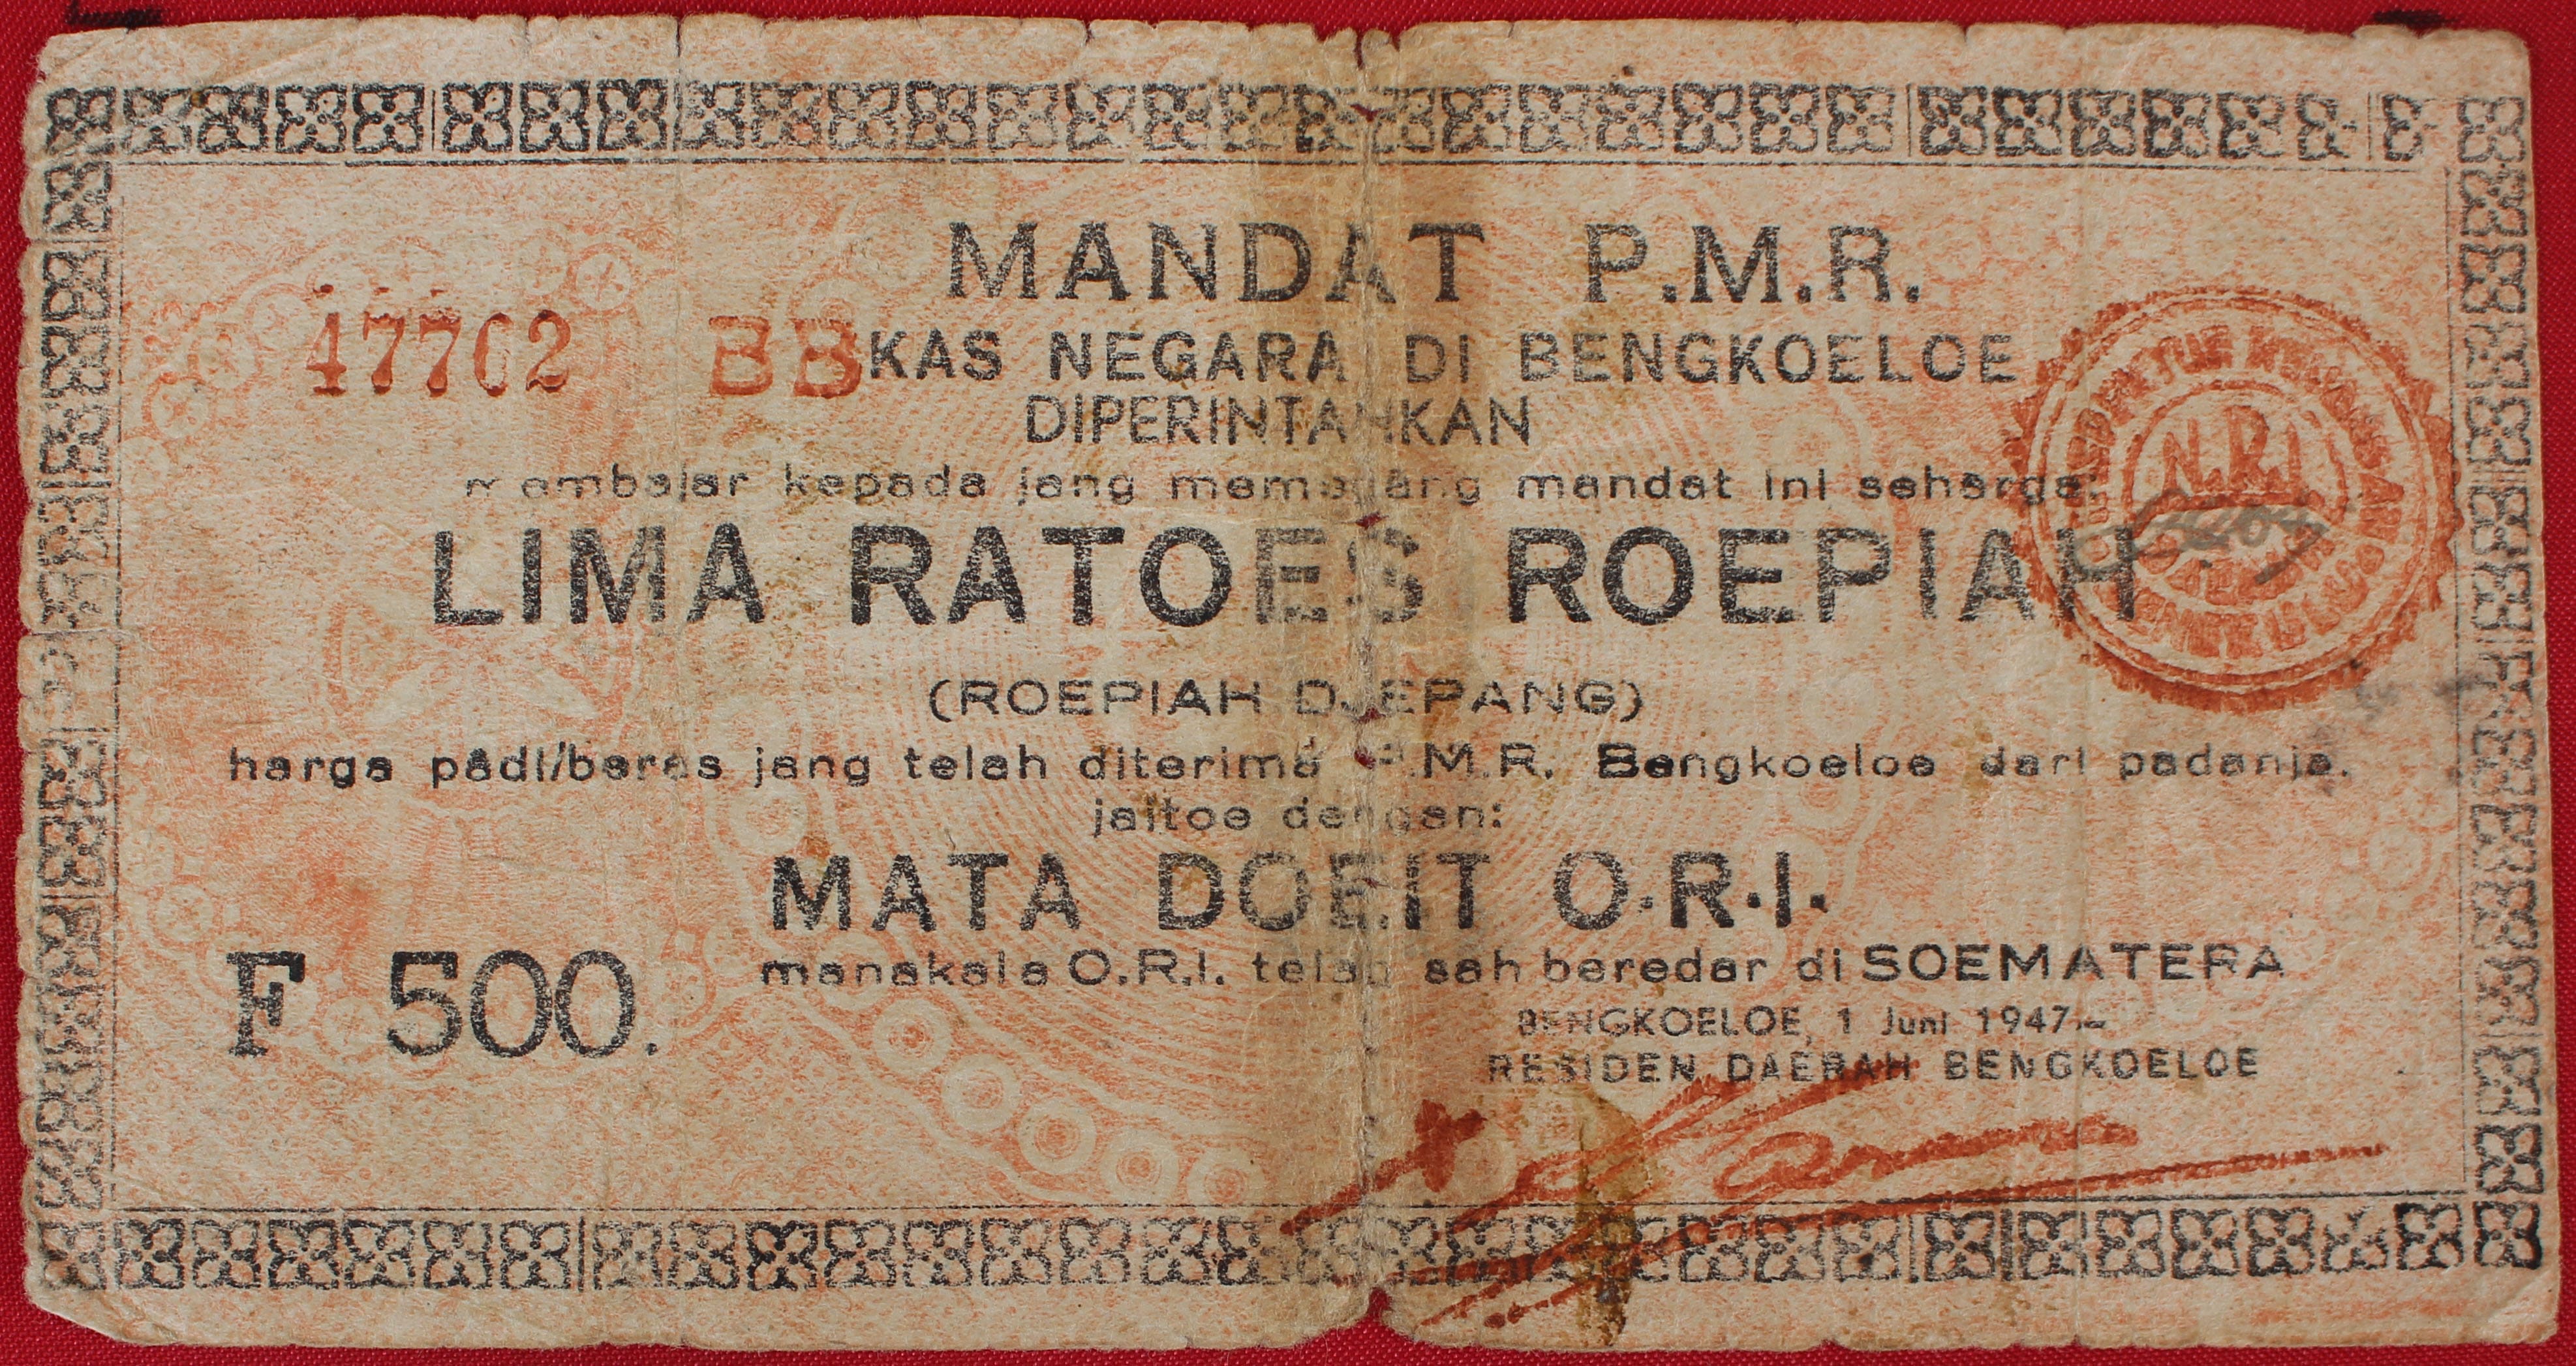 MANDAT P.M.R.
47702 BB KAS NEGARA DI BENGKOELOE
DIPERINTAHKAN
membajar kepada jang memegang mandat ini seharga:
LIMA RATOES ROEPIAH
(ROEPIAH DJEPANG)
harga padi/beras jang telah diterima P.M.R. Bengkoeloe dari padanja.
jaitoe dengan:
MATA DOEIT O.R.I.
F 500.
manakala O.R.I. telah sah beredar di SOEMATERA
BENGKOELOE, 1 Juni 1947.–
RESIDEN DAERAH BENGKOELOE
N.R.I.